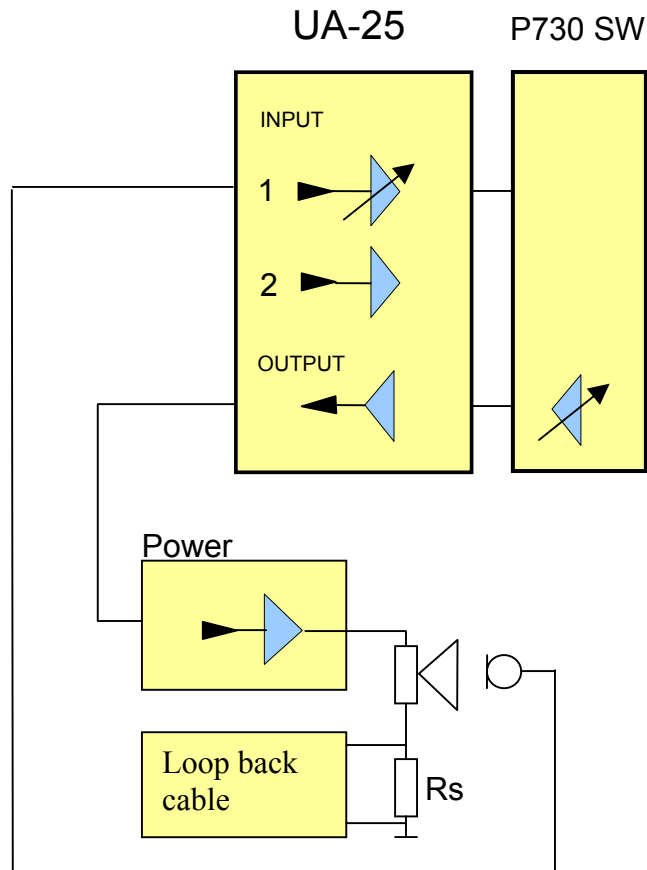 UA-25
P730 SW
INPUT
1
2
OUTPUT
Power
Loop back
cable
Rs